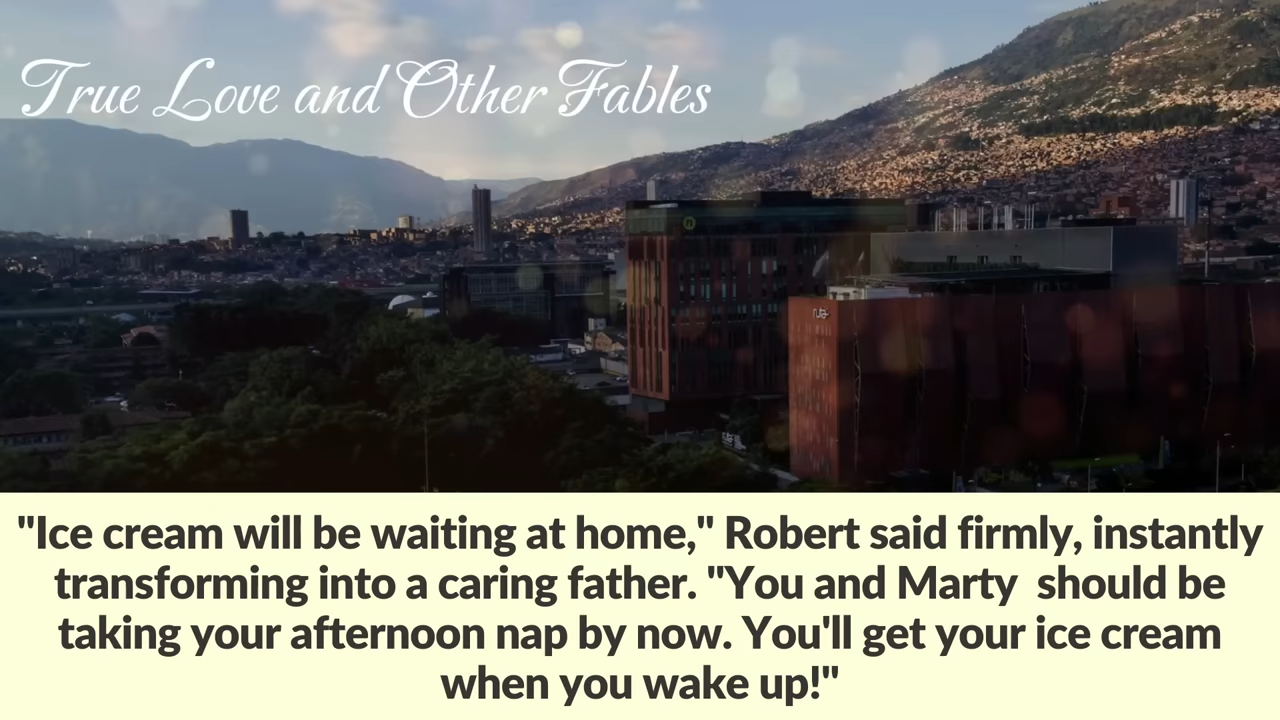 True Love and Other Fables
ruta
"Ice cream will be waiting at home," Robert said firmly, instantly
transforming into a caring father. "You and Marty  should be
taking your afternoon nap by now. You'll get your ice cream
when you wake up!"